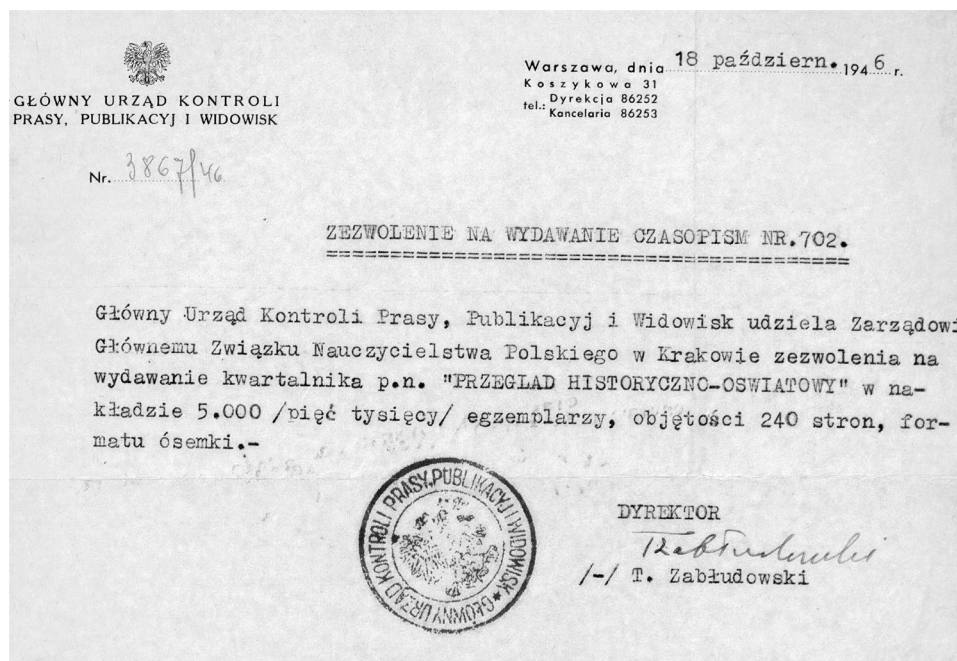 GŁÓWNY URZĄD KONTROLI
PRASY, PUBLIKACYJ I WIDOWISK
Nr. 3867/46
Warszawa, dnia 18 październ. 1946 r.
Koszykowa 31
tel.: Dyrekcja 86252
Kancelaria 86253
ZEZWOLENIE NA WYDAWANIE CZASOPISM NR.702.
Główny Urząd Kontroli Prasy, Publikacyj i Widowisk udziela Zarządowi
Głównemu Związku Nauczycielstwa Polskiego w Krakowie zezwolenia na
wydawanie kwartalnika p.n. "PRZEGLAD HISTORYCZNO-OSWIATOWY" w na-
kładzie 5.000 /pięć tysięcy/ egzemplarzy, objętości 240 stron, for-
matu ósemki.-
GŁÓWNY URZĄD KONTROLI PRASY, PUBLIKACYJ I WIDOWISK
DYREKTOR
/-/ T. Zabłudowski